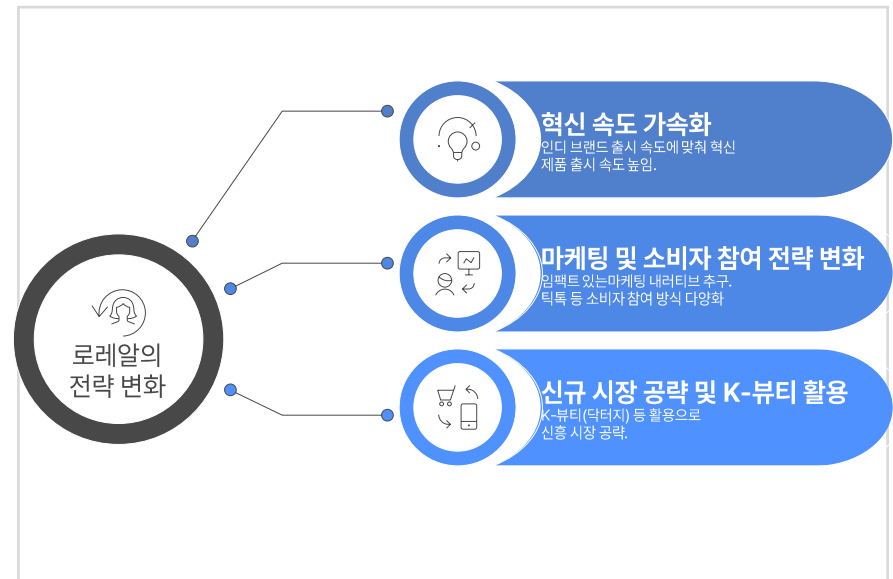 로레알의
전략 변화
혁신 속도 가속화
인디 브랜드 출시 속도에 맞춰 혁신
제품 출시 속도 높임.
마케팅 및 소비자 참여 전략 변화
임팩트 있는마케팅 내러티브 추구.
틱톡 등 소비자 참여 방식 다양화
신규 시장 공략 및 K-뷰티 활용
K-뷰티(닥터지) 등 활용으로
신흥 시장 공략.